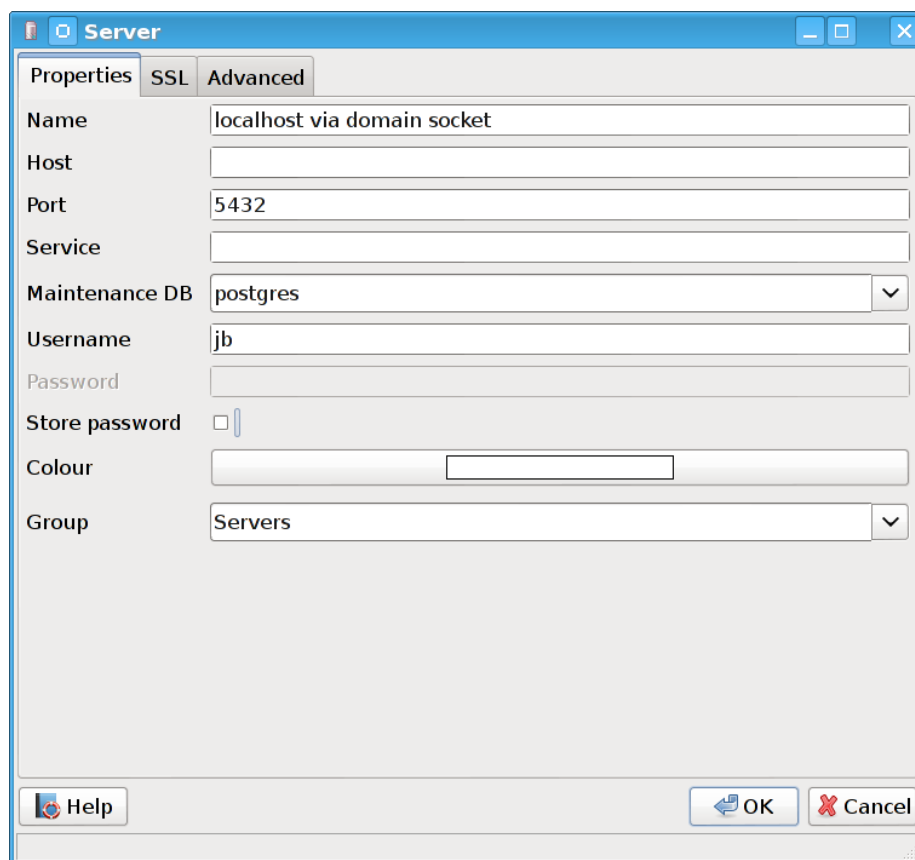 Server
Properties SSL Advanced
Name localhost via domain socket
Host
Port 5432
Service
Maintenance DB postgres
Username jb
Password
Store password
Colour
Group Servers
Help OK Cancel